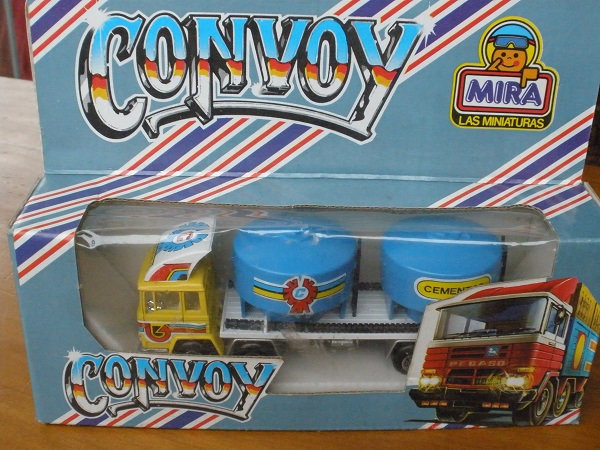 CONVOY
MIRA
LAS MINIATURAS
C
CEMENT
PEGASO
CONVOY